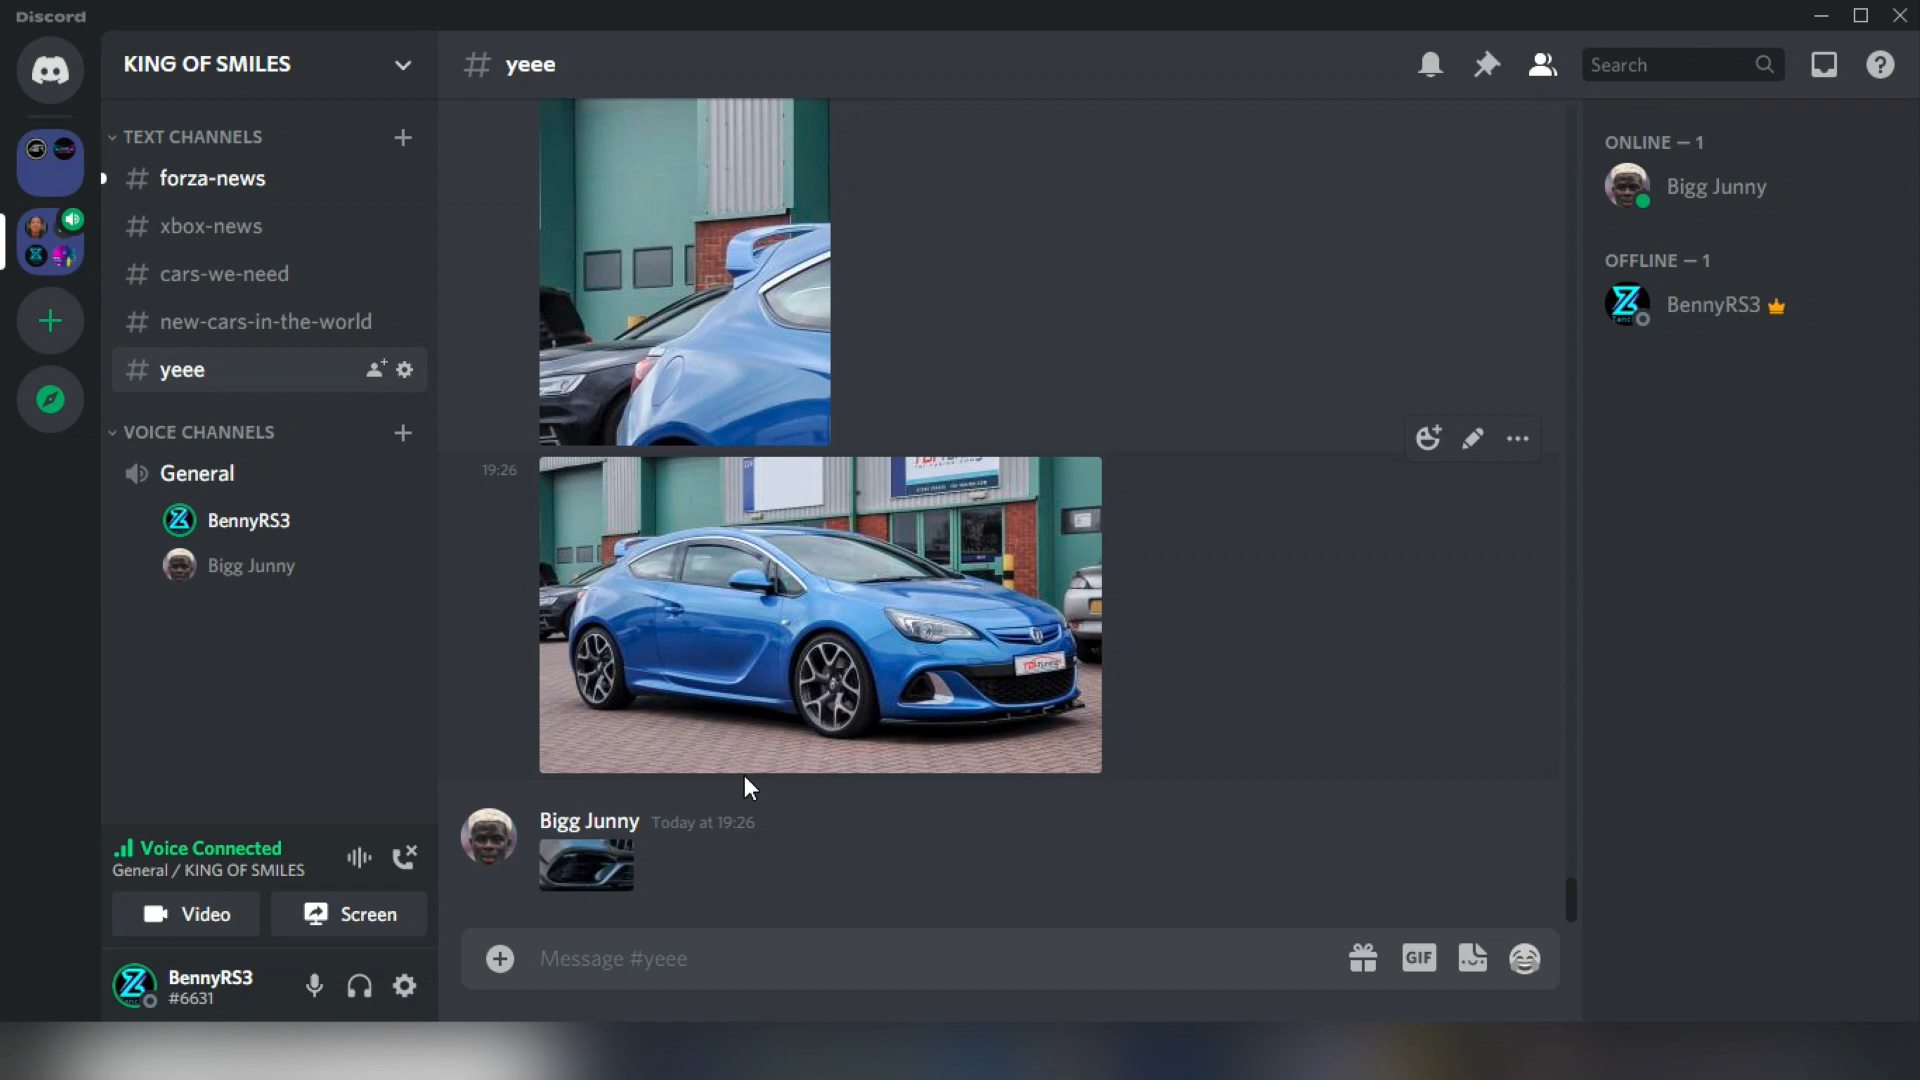 Discord
KING OF SMILES
# yeee
Search
TEXT CHANNELS
# forza-news
# xbox-news
# cars-we-need
# new-cars-in-the-world
# yeee
VOICE CHANNELS
General
BennyRS3
Bigg Junny
Voice Connected
General / KING OF SMILES
Video
Screen
BennyRS3
#6631
19:26
Bigg Junny Today at 19:26
Message #yeee
GIF
ONLINE — 1
Bigg Junny
OFFLINE — 1
BennyRS3